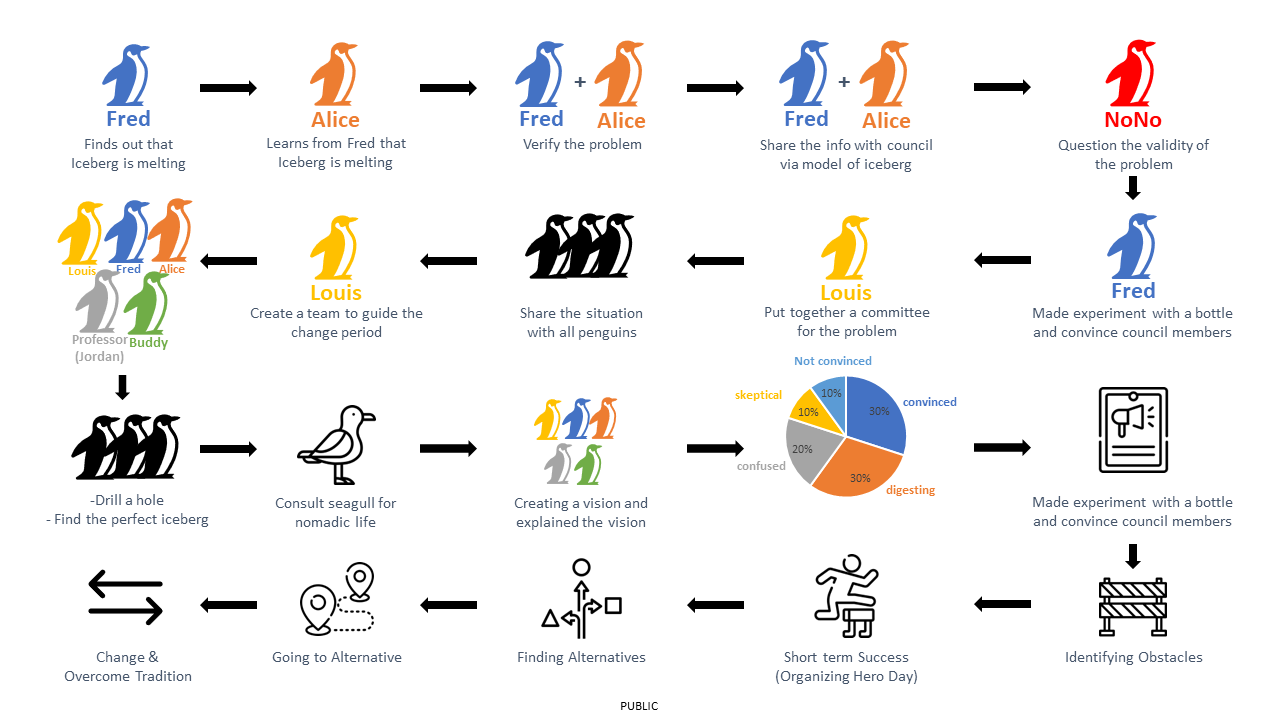 Fred
Finds out that
Iceberg is melting
Alice
Learns from Fred that
Iceberg is melting
Fred
+
Alice
Verify the problem
Fred
+
Alice
Share the info with council
via model of iceberg
NoNo
Question the validity of
the problem
Fred
Made experiment with a bottle
and convince council members
Louis
Put together a committee
for the problem
Share the situation
with all penguins
Louis
Create a team to guide the
change period
Louis
Fred
Alice
Professor
(Jordan)
Buddy
-Drill a hole
- Find the perfect iceberg
Consult seagull for
nomadic life
Creating a vision and
explained the vision
Not convinced
skeptical
convinced
confused
digesting
10%
10%
30%
20%
30%
Made experiment with a bottle
and convince council members
Identifying Obstacles
Short term Success
(Organizing Hero Day)
Finding Alternatives
Going to Alternative
Change &
Overcome Tradition
PUBLIC